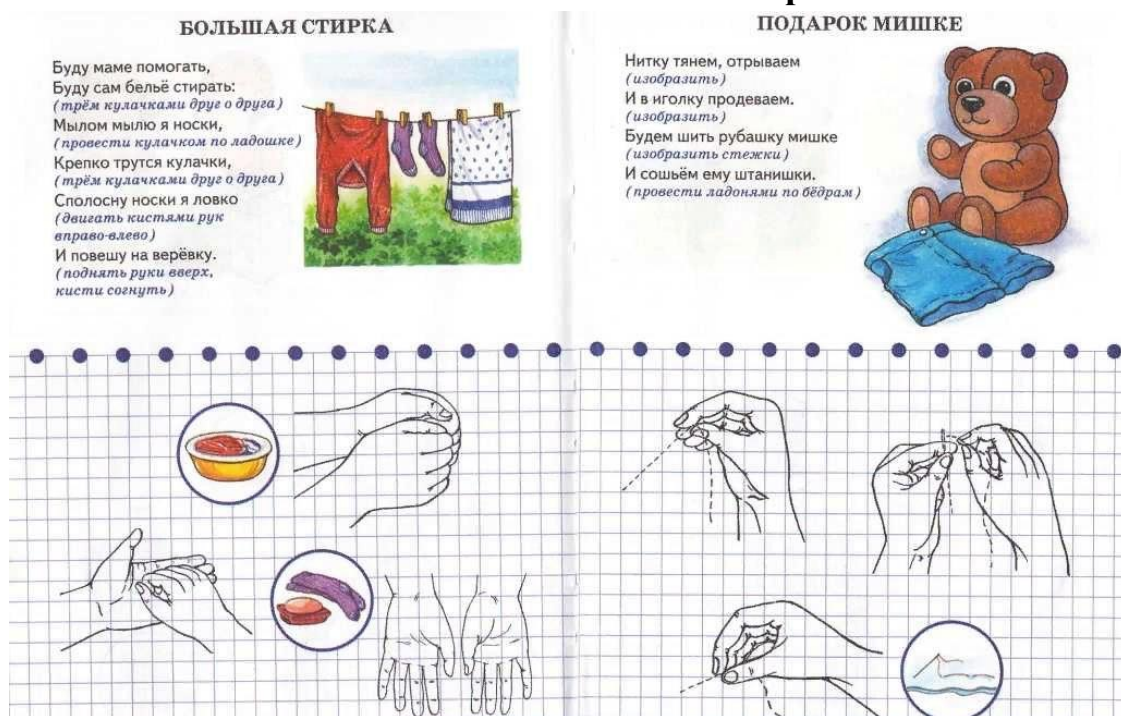 БОЛЬШАЯ СТИРКА
Буду маме помогать,
Буду сам бельё стирать:
(трём кулачками друг о друга)
Мылом мылю я носки,
(провести кулачком по ладошке)
Крепко трутся кулачки,
(трём кулачками друг о друга)
Сполосну носки я ловко
(двигать кистями рук
вправо-влево)
И повешу на верёвку.
(поднять руки вверх,
кисти согнуть)
ПОДАРОК МИШКЕ
Нитку тянем, отрываем
(изобразить)
И в иголку продеваем.
(изобразить)
Будем шить рубашку мишке
(изобразить стежки)
И сошьём ему штанишки.
(провести ладонями по бёдрам)